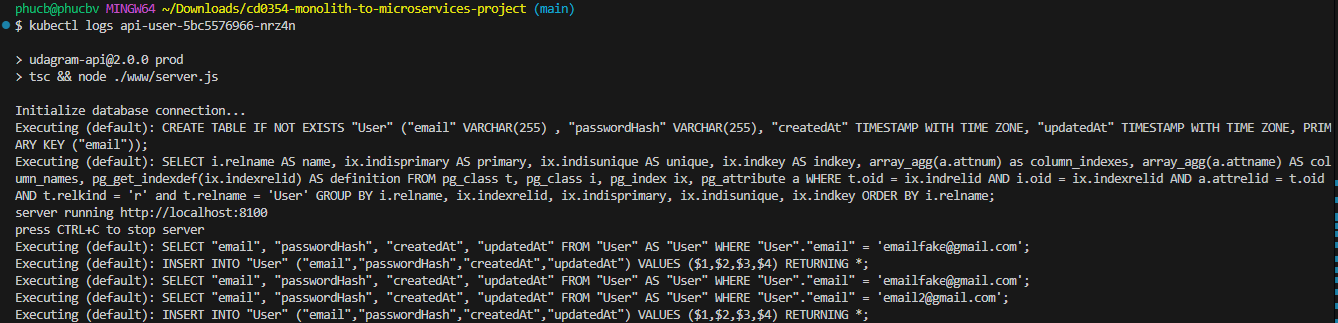 phucb@phucbv MINGW64 ~/Downloads/cd0354-monolith-to-microservices-project (main)
$ kubectl logs api-user-5bc5576966-nrz4n
> udagram-api@2.0.0 prod
> tsc && node ./www/server.js
Initialize database connection...
Executing (default): CREATE TABLE IF NOT EXISTS "User" ("email" VARCHAR(255) , "passwordHash" VARCHAR(255), "createdAt" TIMESTAMP WITH TIME ZONE, "updatedAt" TIMESTAMP WITH TIME ZONE, PRIM
ARY KEY ("email"));
Executing (default): SELECT i.relname AS name, ix.indisprimary AS primary, ix.indisunique AS unique, ix.indkey AS indkey, array_agg(a.attnum) as column_indexes, array_agg(a.attname) AS col
umn_names, pg_get_indexdef(ix.indexrelid) AS definition FROM pg_class t, pg_class i, pg_index ix, pg_attribute a WHERE t.oid = ix.indrelid AND i.oid = ix.indexrelid AND a.attrelid = t.oid
AND t.relkind = 'r' and t.relname = 'User' GROUP BY i.relname, ix.indexrelid, ix.indisprimary, ix.indisunique, ix.indkey ORDER BY i.relname;
server running http://localhost:8100
press CTRL+C to stop server
Executing (default): SELECT "email", "passwordHash", "createdAt", "updatedAt" FROM "User" AS "User" WHERE "User"."email" = 'emailfake@gmail.com';
Executing (default): INSERT INTO "User" ("email","passwordHash","createdAt","updatedAt") VALUES ($1,$2,$3,$4) RETURNING *;
Executing (default): SELECT "email", "passwordHash", "createdAt", "updatedAt" FROM "User" AS "User" WHERE "User"."email" = 'emailfake@gmail.com';
Executing (default): SELECT "email", "passwordHash", "createdAt", "updatedAt" FROM "User" AS "User" WHERE "User"."email" = 'email2@gmail.com';
Executing (default): INSERT INTO "User" ("email","passwordHash","createdAt","updatedAt") VALUES ($1,$2,$3,$4) RETURNING *;